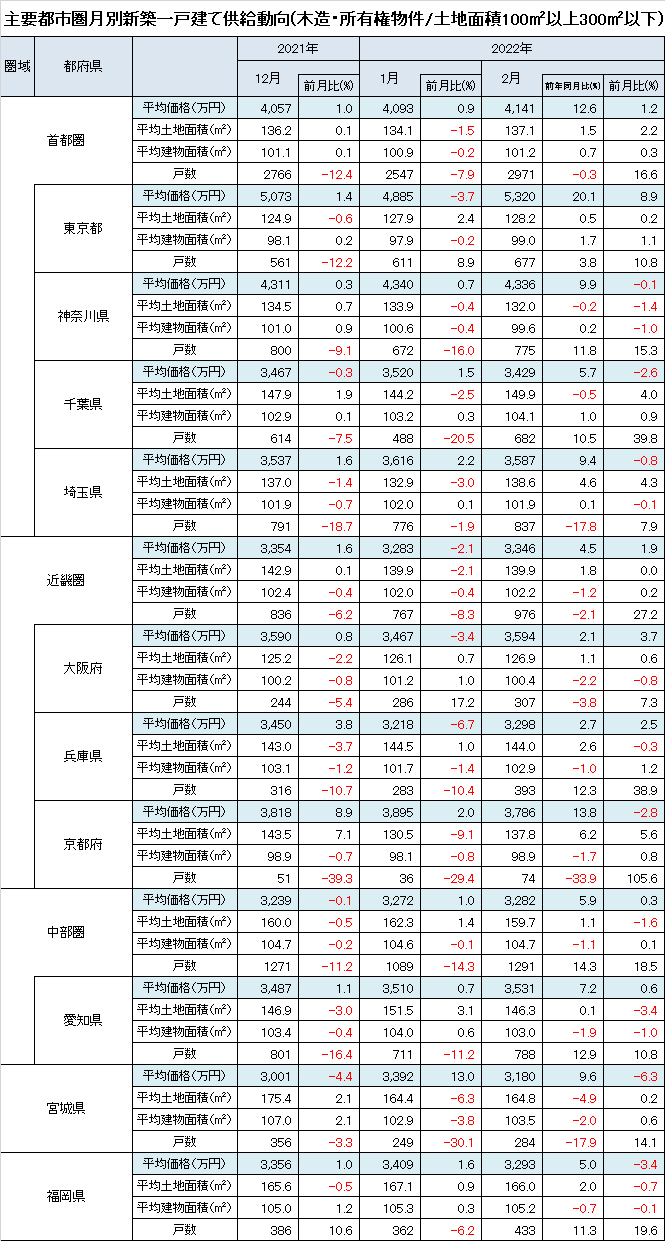 主要都市圏月別新築一戸建て供給動向(木造・所有権物件/土地面積100㎡以上300㎡以下)
圏域 都府県 2021年 2022年
12月 前月比(%) 1月 前月比(%) 2月 前年同月比(%) 前月比(%)
首都圏
平均価格(万円) 4,057 1.0 4,093 0.9 4,141 12.6 1.2
平均土地面積(㎡) 136.2 0.1 134.1 -1.5 137.1 1.5 2.2
平均建物面積(㎡) 101.1 0.1 100.9 -0.2 101.2 0.7 0.3
戸数 2766 -12.4 2547 -7.9 2971 -0.3 16.6
東京都
平均価格(万円) 5,073 1.4 4,885 -3.7 5,320 20.1 8.9
平均土地面積(㎡) 124.9 -0.6 127.9 2.4 128.2 0.5 0.2
平均建物面積(㎡) 98.1 0.2 97.9 -0.2 99.0 1.7 1.1
戸数 561 -12.2 611 8.9 677 3.8 10.8
神奈川県
平均価格(万円) 4,311 0.3 4,340 0.7 4,336 9.9 -0.1
平均土地面積(㎡) 134.5 0.7 133.9 -0.4 132.0 -0.2 -1.4
平均建物面積(㎡) 101.0 0.9 100.6 -0.4 99.6 0.2 -1.0
戸数 800 -9.1 672 -16.0 775 11.8 15.3
千葉県
平均価格(万円) 3,467 -0.3 3,520 1.5 3,429 5.7 -2.6
平均土地面積(㎡) 147.9 1.9 144.2 -2.5 149.9 -0.5 4.0
平均建物面積(㎡) 102.9 0.1 103.2 0.3 104.1 1.0 0.9
戸数 614 -7.5 488 -20.5 682 10.5 39.8
埼玉県
平均価格(万円) 3,537 1.6 3,616 2.2 3,587 9.4 -0.8
平均土地面積(㎡) 137.0 -1.4 132.9 -3.0 138.6 4.6 4.3
平均建物面積(㎡) 101.9 -0.7 102.0 0.1 101.9 0.1 -0.1
戸数 791 -18.7 776 -1.9 837 -17.8 7.9
近畿圏
平均価格(万円) 3,354 1.6 3,283 -2.1 3,346 4.5 1.9
平均土地面積(㎡) 142.9 0.1 139.9 -2.1 139.9 1.8 0.0
平均建物面積(㎡) 102.4 -0.4 102.0 -0.4 102.2 -1.2 0.2
戸数 836 -6.2 767 -8.3 976 -2.1 27.2
大阪府
平均価格(万円) 3,590 0.8 3,467 -3.4 3,594 2.1 3.7
平均土地面積(㎡) 125.2 -2.2 126.1 0.7 126.9 1.1 0.6
平均建物面積(㎡) 100.2 -0.8 101.2 1.0 100.4 -2.2 -0.8
戸数 244 -5.4 286 17.2 307 -3.8 7.3
兵庫県
平均価格(万円) 3,450 3.8 3,218 -6.7 3,298 2.7 2.5
平均土地面積(㎡) 143.0 -3.7 144.5 1.0 144.0 2.6 -0.3
平均建物面積(㎡) 103.1 -1.2 101.7 -1.4 102.9 -1.0 1.2
戸数 316 -10.7 283 -10.4 393 12.3 38.9
京都府
平均価格(万円) 3,818 8.9 3,895 2.0 3,786 13.8 -2.8
平均土地面積(㎡) 143.5 7.1 130.5 -9.1 137.8 6.2 5.6
平均建物面積(㎡) 98.9 -0.7 98.1 -0.8 98.9 -1.7 0.8
戸数 51 -39.3 36 -29.4 74 -33.9 105.6
中部圏
平均価格(万円) 3,239 -0.1 3,272 1.0 3,282 5.9 0.3
平均土地面積(㎡) 160.0 -0.5 162.3 1.4 159.7 1.1 -1.6
平均建物面積(㎡) 104.7 -0.2 104.6 -0.1 104.7 -1.1 0.1
戸数 1271 -11.2 1089 -14.3 1291 14.3 18.5
愛知県
平均価格(万円) 3,487 1.1 3,510 0.7 3,531 7.2 0.6
平均土地面積(㎡) 146.9 -3.0 151.5 3.1 146.3 0.1 -3.4
平均建物面積(㎡) 103.4 -0.4 104.0 0.6 103.0 -1.9 -1.0
戸数 801 -16.4 711 -11.2 788 12.9 10.8
宮城県
平均価格(万円) 3,001 -4.4 3,392 13.0 3,180 9.6 -6.3
平均土地面積(㎡) 175.4 2.1 164.4 -6.3 164.8 -4.9 0.2
平均建物面積(㎡) 107.0 2.1 102.9 -3.8 103.5 -2.0 0.6
戸数 356 -3.3 249 -30.1 284 -17.9 14.1
福岡県
平均価格(万円) 3,356 1.0 3,409 1.6 3,293 5.0 -3.4
平均土地面積(㎡) 165.6 -0.5 167.1 0.9 166.0 2.0 -0.7
平均建物面積(㎡) 105.0 1.2 105.3 0.3 105.2 -0.7 -0.1
戸数 386 10.6 362 -6.2 433 11.3 19.6